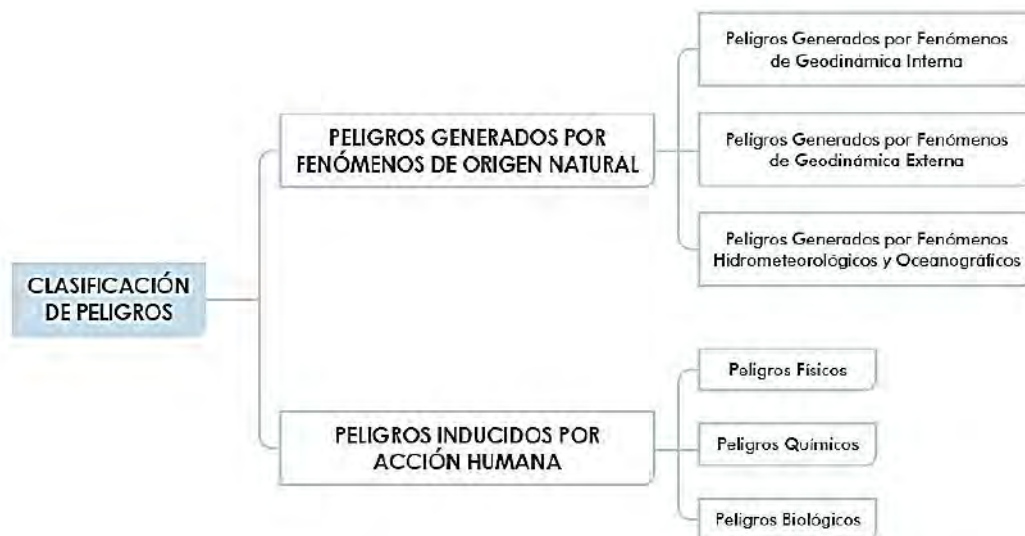 CLASIFICACIÓN
DE PELIGROS
PELIGROS GENERADOS POR
FENÓMENOS DE ORIGEN NATURAL
Peligros Generados por Fenómenos
de Geodinámica Interna
Peligros Generados por Fenómenos
de Geodinámica Externa
Peligros Generados por Fenómenos
Hidrometeorológicos y Oceanográficos
PELIGROS INDUCIDOS POR
ACCIÓN HUMANA
Peligros Físicos
Peligros Químicos
Peligros Biológicos